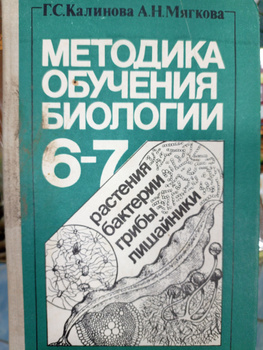 Г.С.Калинова А.Н.Мягкова
МЕТОДИКА
ОБУЧЕНИЯ
БИОЛОГИИ
6-7
растения
бактерии
грибы
лишайники